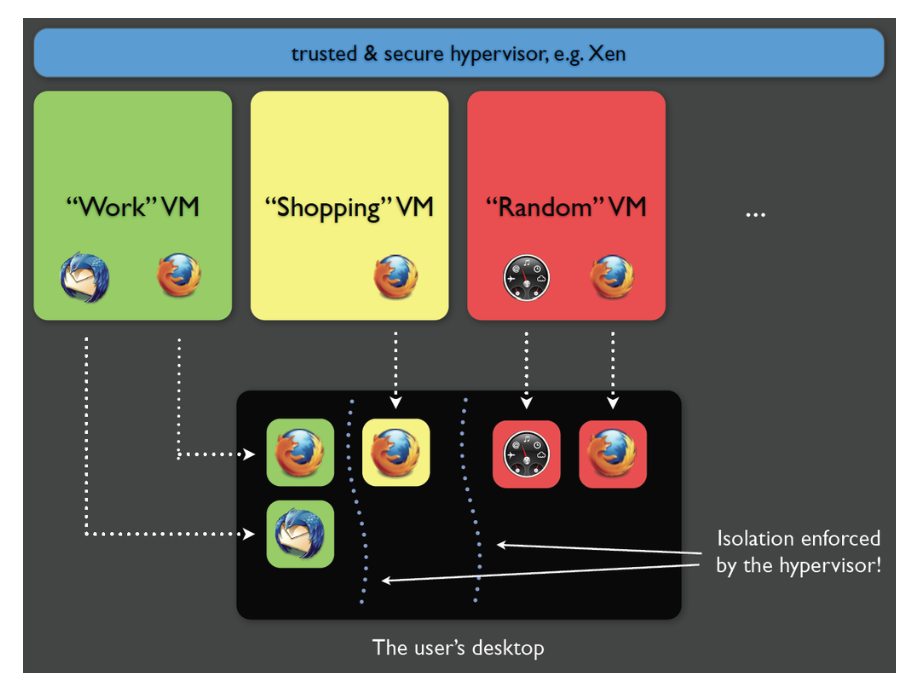 trusted & secure hypervisor, e.g. Xen
“Work” VM
“Shopping” VM
“Random” VM
...
Isolation enforced
by the hypervisor!
The user’s desktop